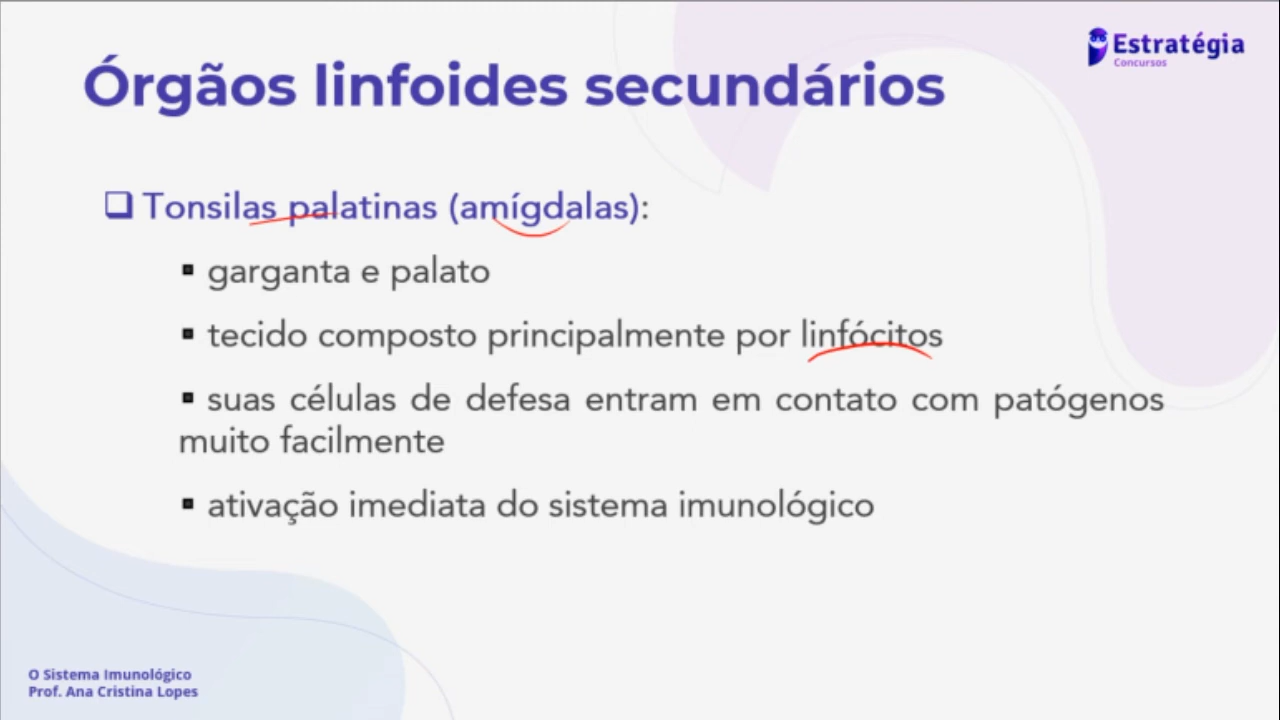 Estratégia
Concursos
Órgãos linfoides secundários
❑ Tonsilas palatinas (amígdalas):
▪ garganta e palato
▪ tecido composto principalmente por linfócitos
▪ suas células de defesa entram em contato com patógenos
muito facilmente
▪ ativação imediata do sistema imunológico
O Sistema Imunológico
Prof. Ana Cristina Lopes